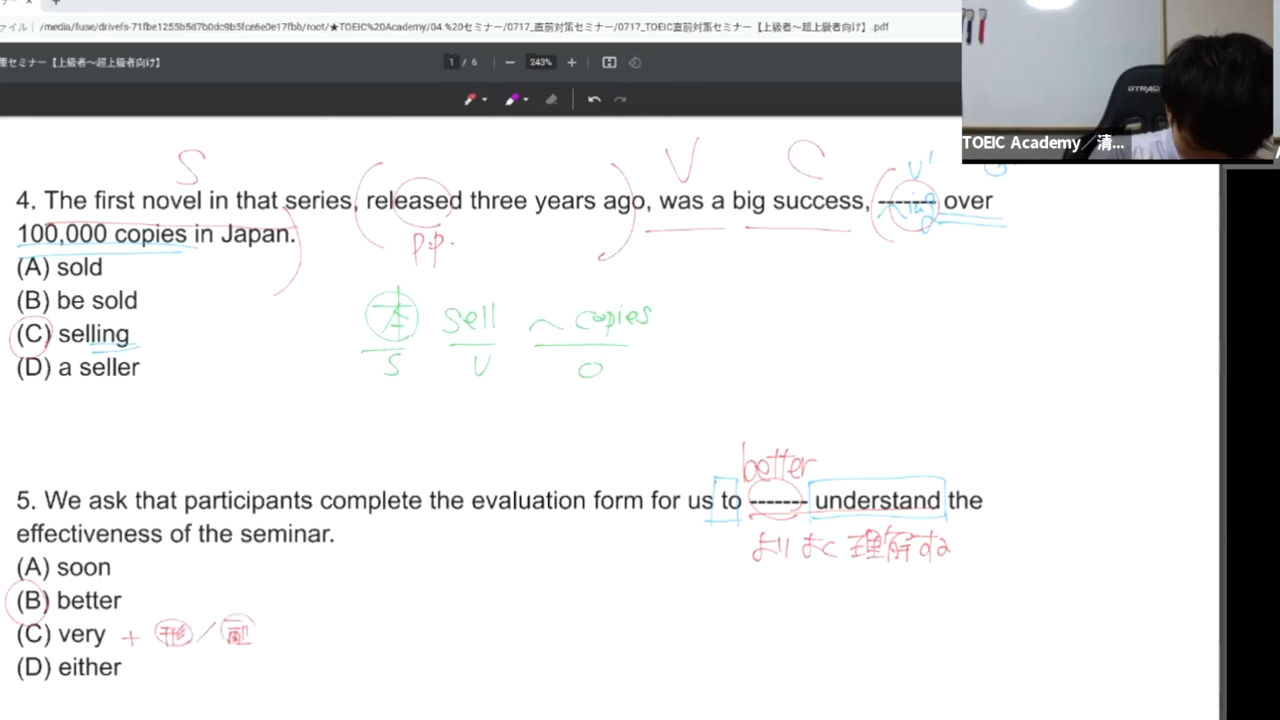 ファイル | /media/fuse/drivefs-71fbe1255b5d7b0dc9b5fce6e0e17fbb/root/★TOEIC%20Academy/04.%20セミナー/0717_直前対策セミナー/0717_TOEIC直前対策セミナー【上級者〜超上級者向け】.pdf
策セミナー【上級者〜超上級者向け】
1 / 6
243%
GTRACING
TOEIC Academy／清...
S
V
C
V'
4. The first novel in that series, released three years ago, was a big success, ------- over
~ing
100,000 copies in Japan.
p.p.
(A) sold
(B) be sold
(C) selling
(D) a seller
本 sell ~ copies
S V O
better
5. We ask that participants complete the evaluation form for us to ------- understand the
effectiveness of the seminar.
より よく 理解する
(A) soon
(B) better
(C) very + 形 / 副
(D) either